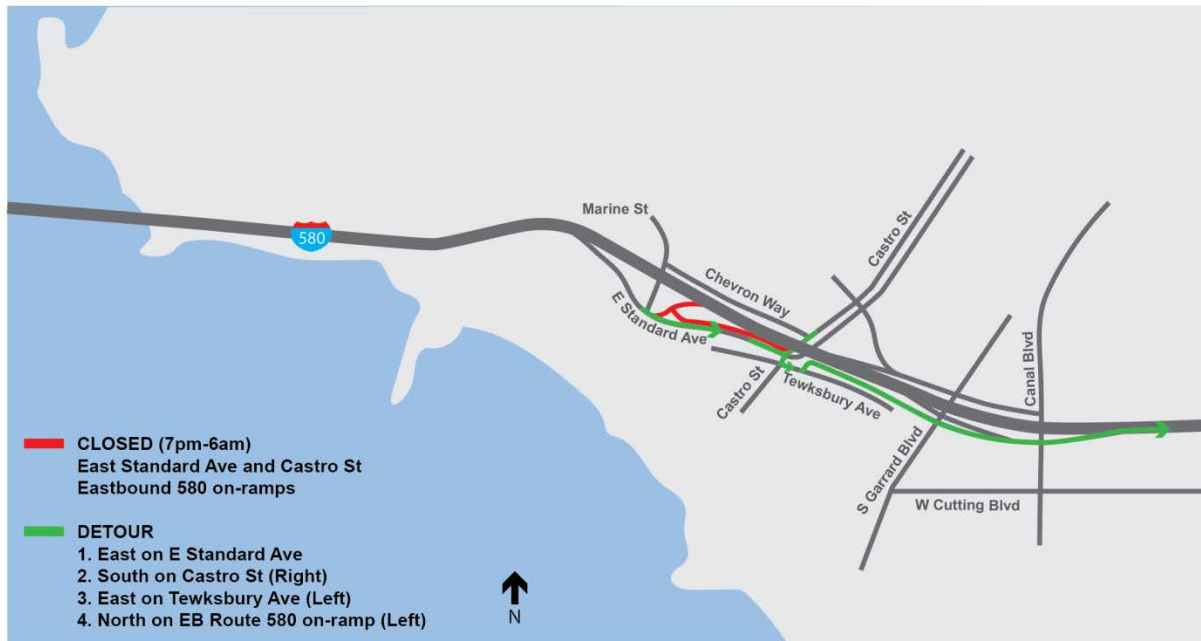 580
Marine St
Castro St
Chevron Way
E Standard Ave
Castro St
Tewksbury Ave
Canal Blvd
S Garrard Blvd
W Cutting Blvd
CLOSED (7pm-6am)
East Standard Ave and Castro St
Eastbound 580 on-ramps
DETOUR
1. East on E Standard Ave
2. South on Castro St (Right)
3. East on Tewksbury Ave (Left)
4. North on EB Route 580 on-ramp (Left)
N